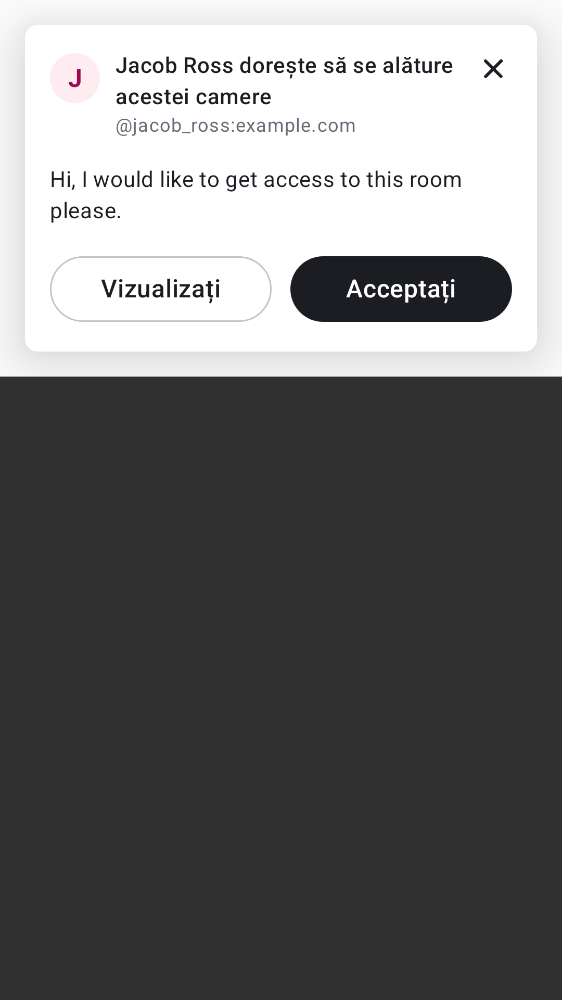 J
Jacob Ross dorește să se alăture
acestei camere
@jacob_ross:example.com
Hi, I would like to get access to this room
please.
Vizualizați
Acceptați